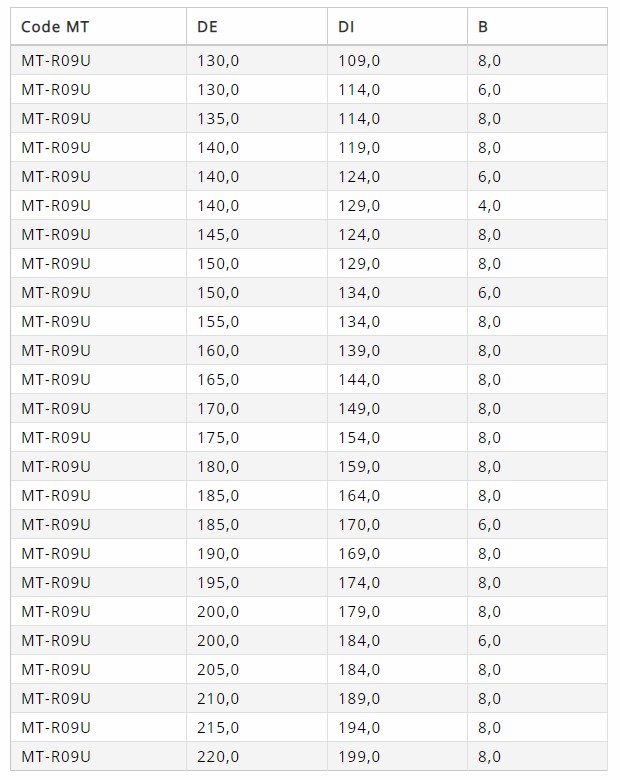 Code MT DE DI B
MT-R09U 130,0 109,0 8,0
MT-R09U 130,0 114,0 6,0
MT-R09U 135,0 114,0 8,0
MT-R09U 140,0 119,0 8,0
MT-R09U 140,0 124,0 6,0
MT-R09U 140,0 129,0 4,0
MT-R09U 145,0 124,0 8,0
MT-R09U 150,0 129,0 8,0
MT-R09U 150,0 134,0 6,0
MT-R09U 155,0 134,0 8,0
MT-R09U 160,0 139,0 8,0
MT-R09U 165,0 144,0 8,0
MT-R09U 170,0 149,0 8,0
MT-R09U 175,0 154,0 8,0
MT-R09U 180,0 159,0 8,0
MT-R09U 185,0 164,0 8,0
MT-R09U 185,0 170,0 6,0
MT-R09U 190,0 169,0 8,0
MT-R09U 195,0 174,0 8,0
MT-R09U 200,0 179,0 8,0
MT-R09U 200,0 184,0 6,0
MT-R09U 205,0 184,0 8,0
MT-R09U 210,0 189,0 8,0
MT-R09U 215,0 194,0 8,0
MT-R09U 220,0 199,0 8,0